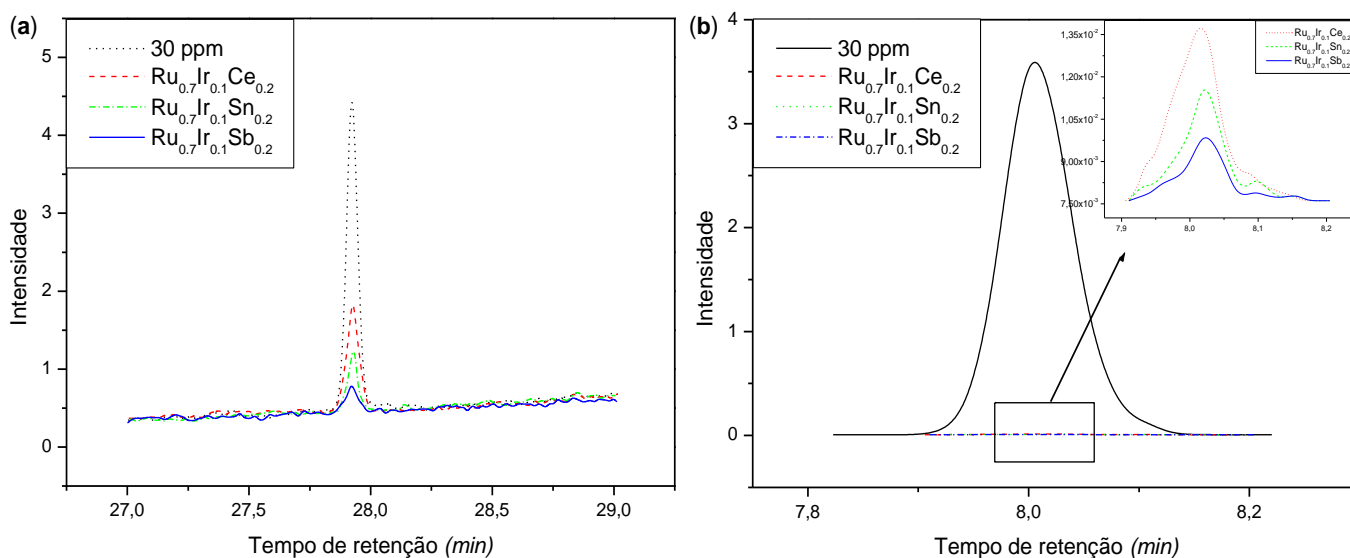 (a)
30 ppm
Ru0.7Ir0.1Ce0.2
Ru0.7Ir0.1Sn0.2
Ru0.7Ir0.1Sb0.2
5
4
3
2
1
0
Intensidade
27,0 27,5 28,0 28,5 29,0
Tempo de retenção (min)
(b)
30 ppm
Ru0.7Ir0.1Ce0.2
Ru0.7Ir0.1Sn0.2
Ru0.7Ir0.1Sb0.2
4
3
2
1
0
Intensidade
7,8 8,0 8,2
Tempo de retenção (min)
Ru0.7Ir0.1Ce0.2
Ru0.7Ir0.1Sn0.2
Ru0.7Ir0.1Sb0.2
1,35x10-2
1,20x10-2
1,05x10-2
9,00x10-3
7,50x10-3
7,9 8,0 8,1 8,2